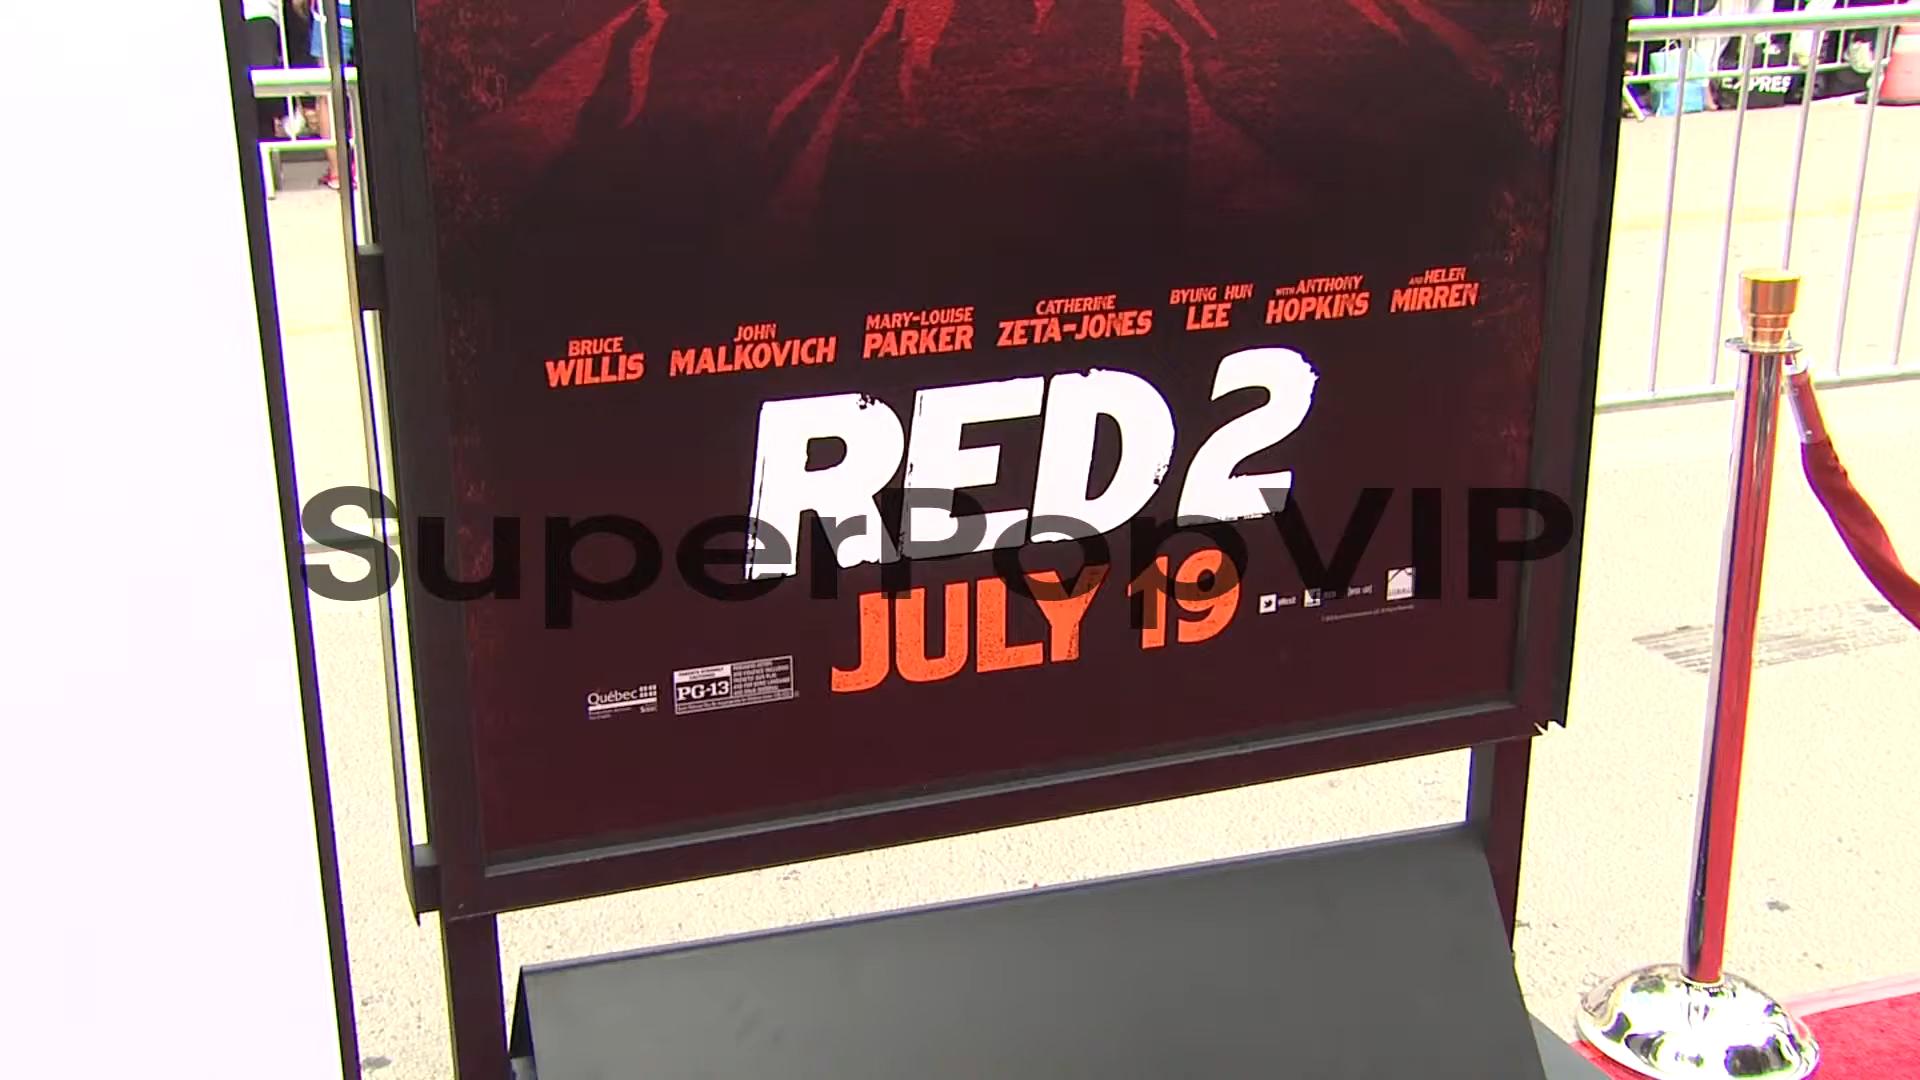 EXPRES
BRUCE WILLIS JOHN MALKOVICH MARY-LOUISE PARKER CATHERINE ZETA-JONES BYUNG HUN LEE WITH ANTHONY HOPKINS AND HELEN MIRREN
RED 2
SuperPopVIP
JULY 19
Québec
PG-13